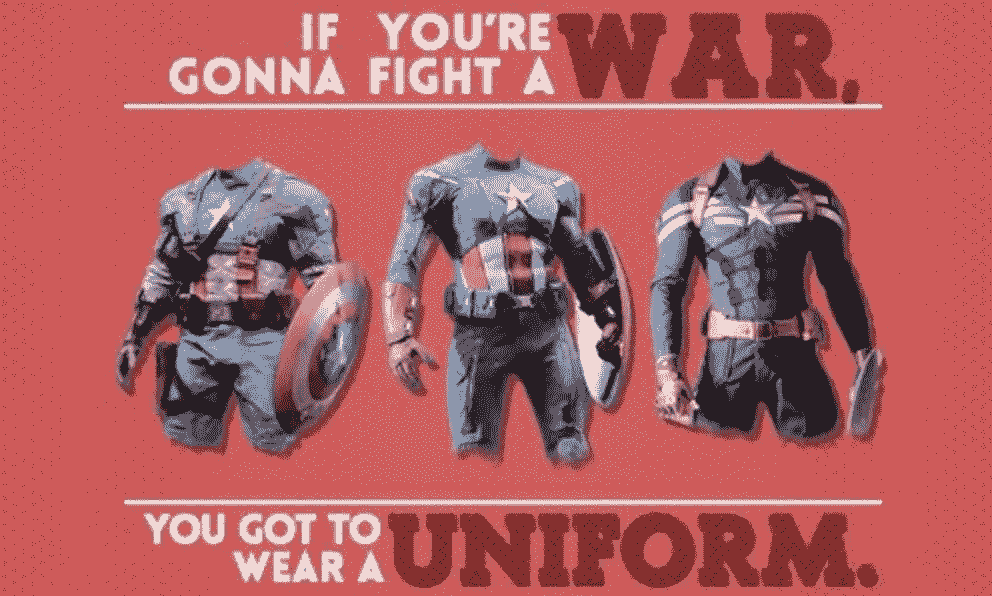 IF YOU'RE
GONNA FIGHT A WAR,
YOU GOT TO
WEAR A UNIFORM.